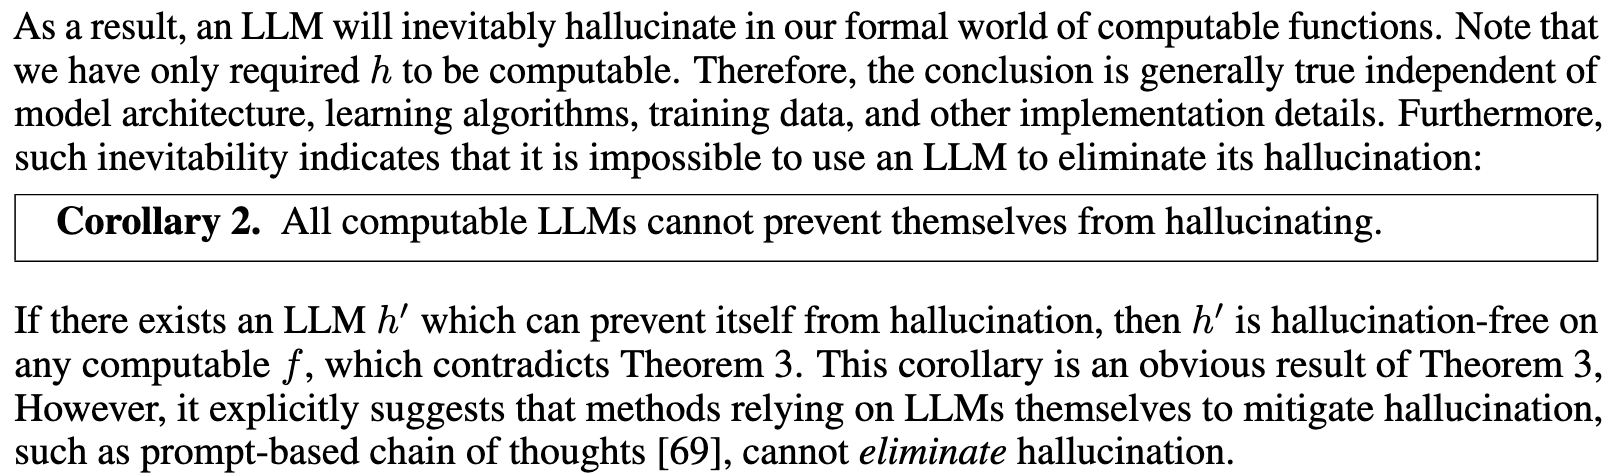 As a result, an LLM will inevitably hallucinate in our formal world of computable functions. Note that
we have only required h to be computable. Therefore, the conclusion is generally true independent of
model architecture, learning algorithms, training data, and other implementation details. Furthermore,
such inevitability indicates that it is impossible to use an LLM to eliminate its hallucination:
Corollary 2. All computable LLMs cannot prevent themselves from hallucinating.
If there exists an LLM h′ which can prevent itself from hallucination, then h′ is hallucination-free on
any computable f, which contradicts Theorem 3. This corollary is an obvious result of Theorem 3,
However, it explicitly suggests that methods relying on LLMs themselves to mitigate hallucination,
such as prompt-based chain of thoughts [69], cannot eliminate hallucination.